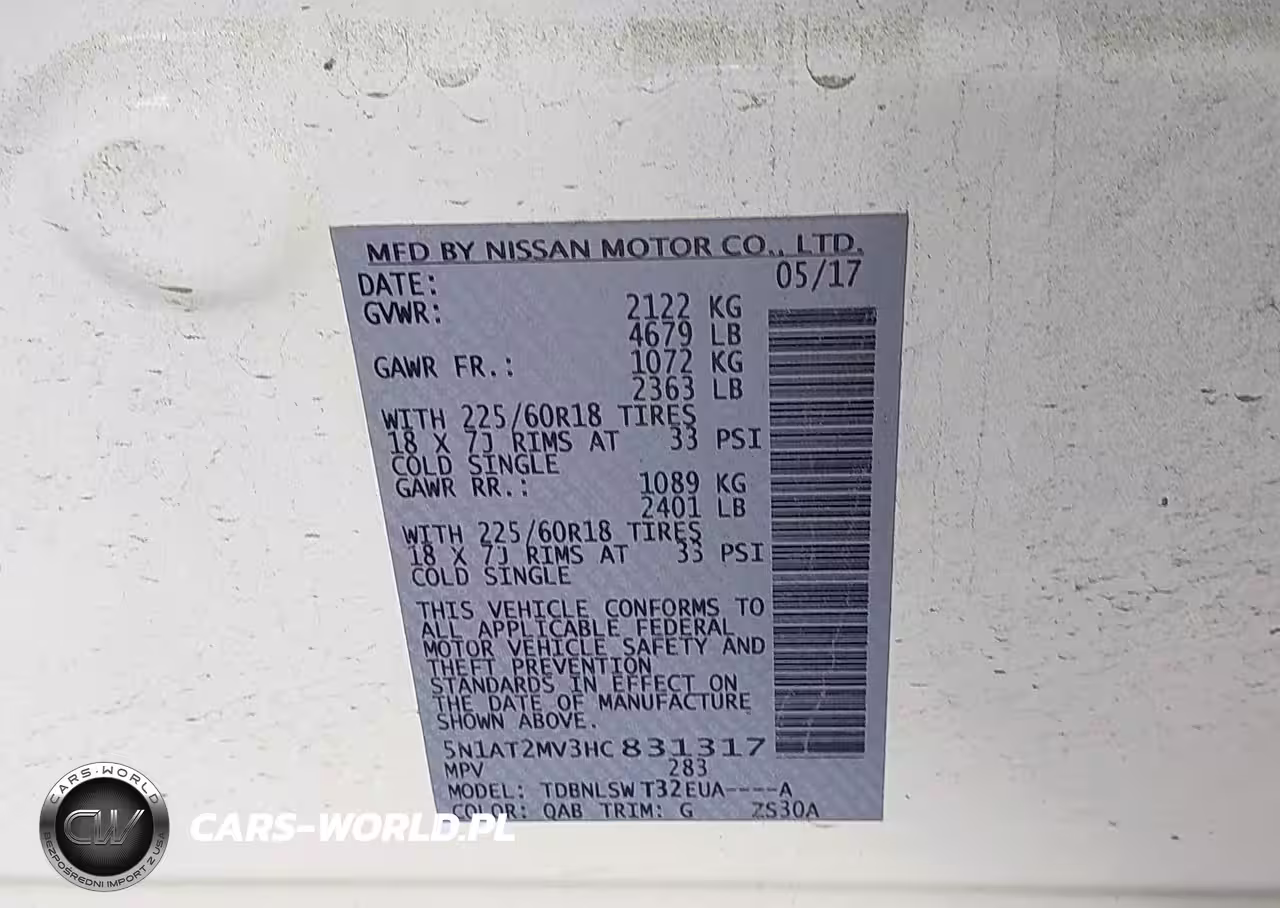 MFD BY NISSAN MOTOR CO., LTD.
DATE: 05/17
GVWR: 2122 KG
4679 LB
GAWR FR.: 1072 KG
2363 LB
WITH 225/60R18 TIRES
18 X 7J RIMS AT 33 PSI
COLD SINGLE
GAWR RR.: 1089 KG
2401 LB
WITH 225/60R18 TIRES
18 X 7J RIMS AT 33 PSI
COLD SINGLE
THIS VEHICLE CONFORMS TO
ALL APPLICABLE FEDERAL
MOTOR VEHICLE SAFETY AND
THEFT PREVENTION
STANDARDS IN EFFECT ON
THE DATE OF MANUFACTURE
SHOWN ABOVE.
5N1AT2MV3HC831317
MPV 283
MODEL: TDBNLSWT32EUA----A
COLOR: QAB TRIM: G ZS30A
CARS-WORLD
CW
BEZPOŚREDNI IMPORT Z USA
CARS-WORLD.PL